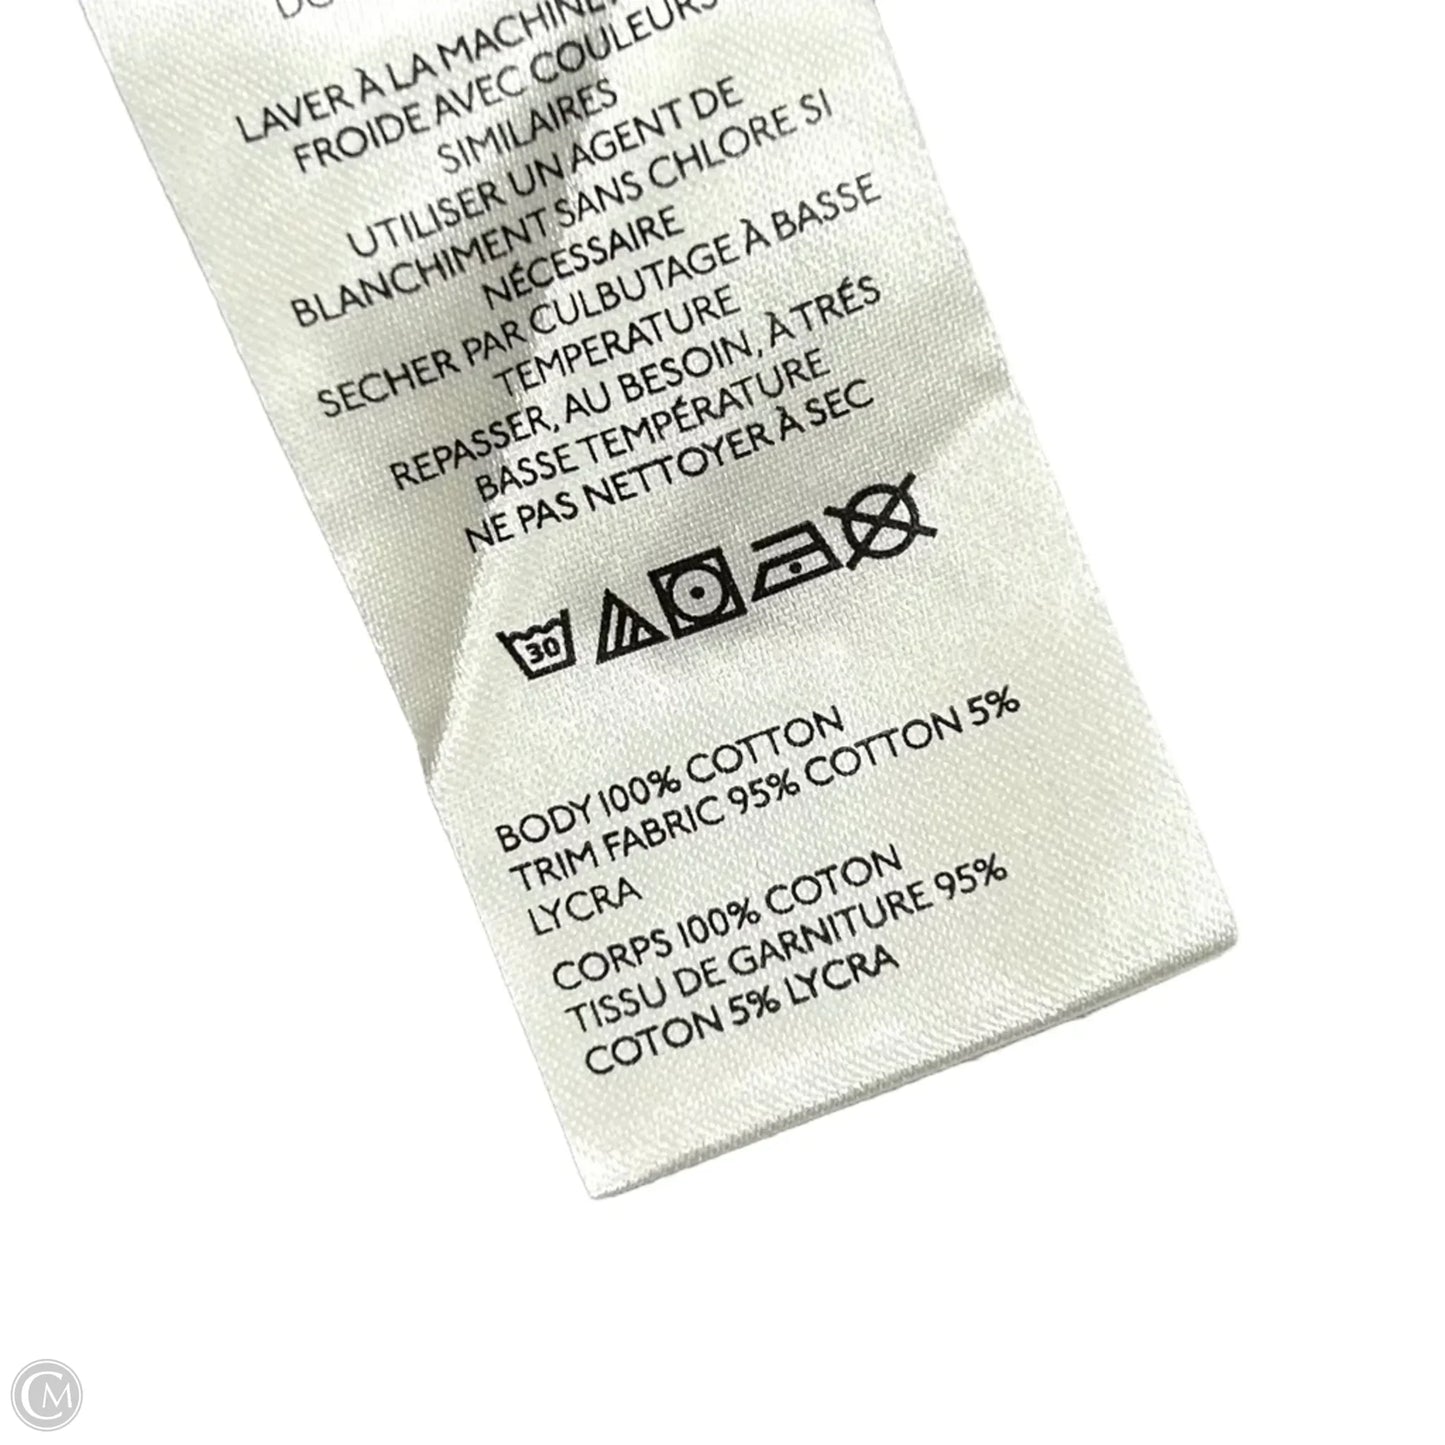 LAVER À LA MACHINE,
FROIDE AVEC COULEURS
SIMILAIRES
UTILISER UN AGENT DE
BLANCHIMENT SANS CHLORE SI
NÉCESSAIRE
SECHER PAR CULBUTAGE À BASSE
TEMPERATURE
REPASSER, AU BESOIN, À TRÉS
BASSE TEMPÉRATURE
NE PAS NETTOYER À SEC
30
BODY 100% COTTON
TRIM FABRIC 95% COTTON 5%
LYCRA
CORPS 100% COTON
TISSU DE GARNITURE 95%
COTON 5% LYCRA
CM